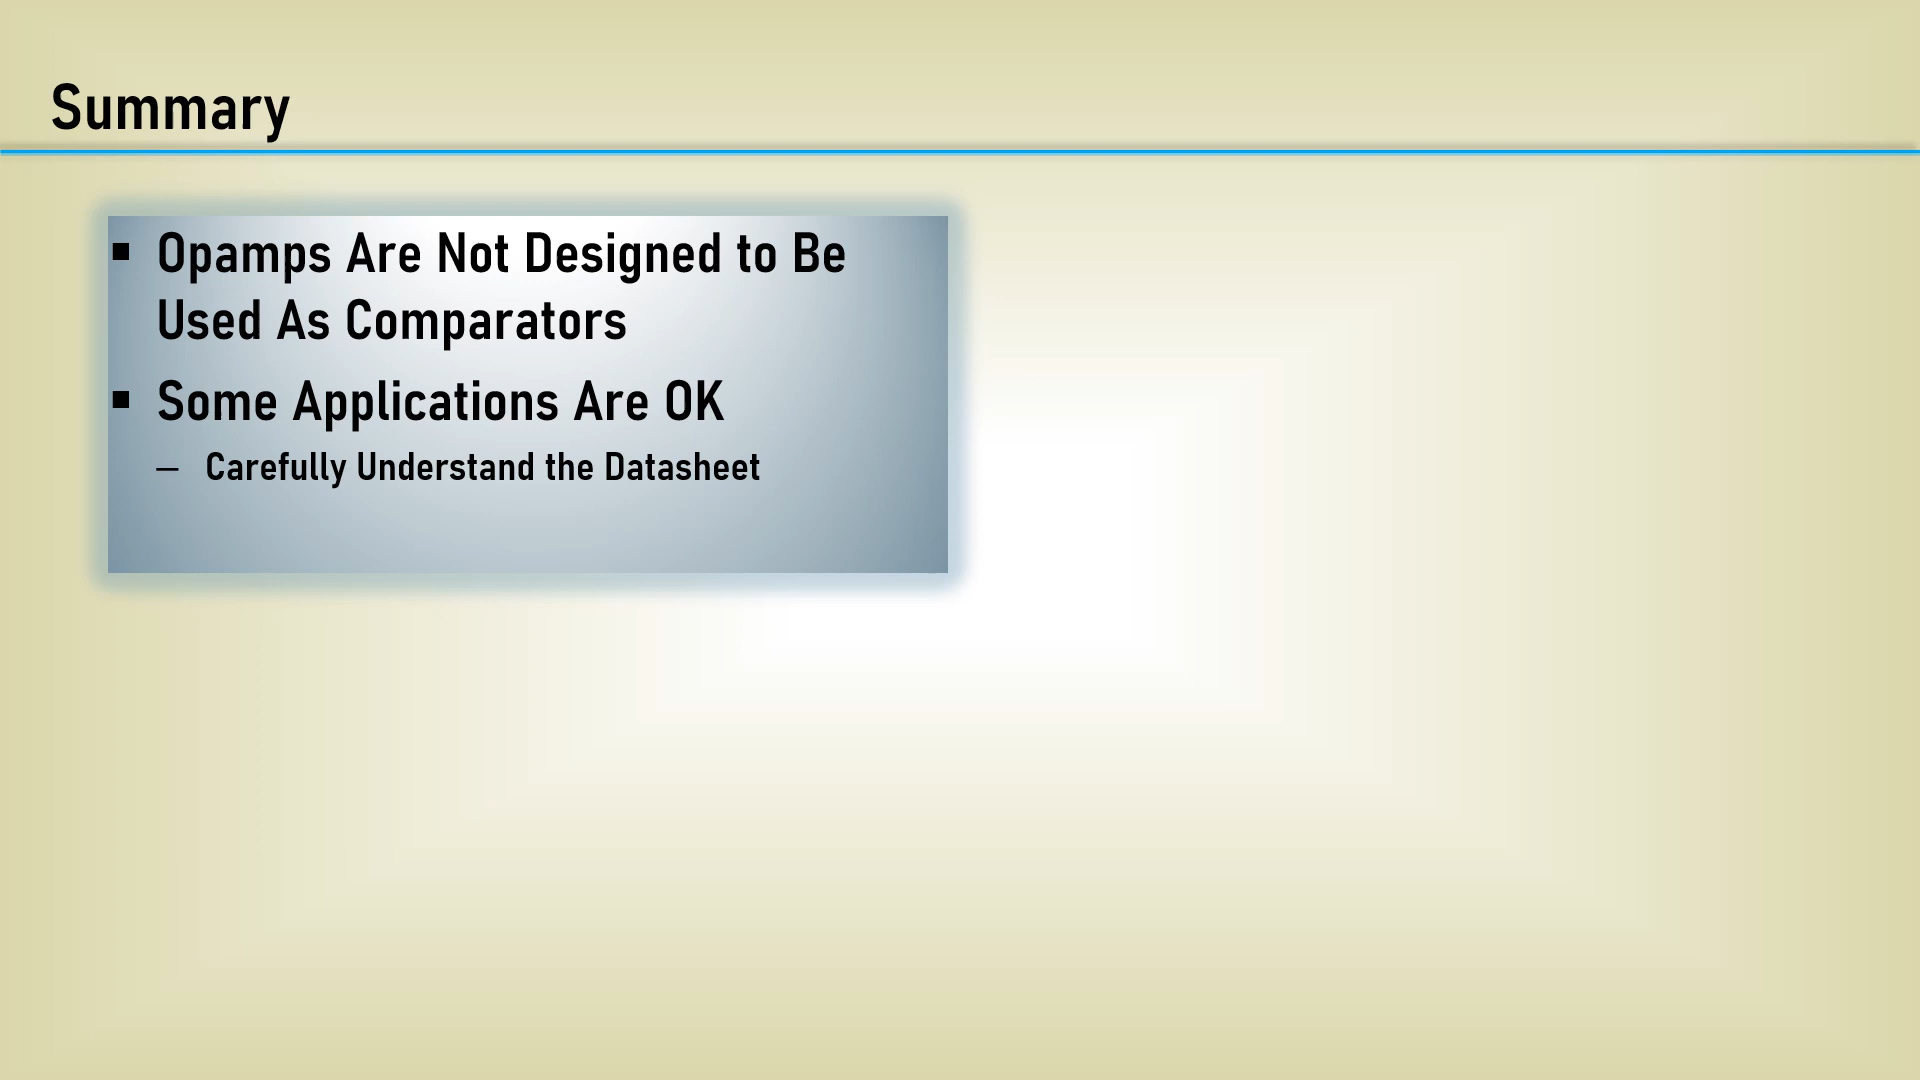 Summary
▪ Opamps Are Not Designed to Be
Used As Comparators
▪ Some Applications Are OK
– Carefully Understand the Datasheet